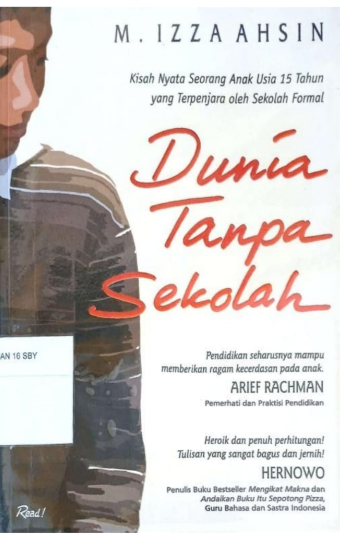 M. IZZA AHSIN
Kisah Nyata Seorang Anak Usia 15 Tahun
yang Terpenjara oleh Sekolah Formal
Dunia
Tanpa
Sekolah
AN 16 SBY
Pendidikan seharusnya mampu
memberikan ragam kecerdasan pada anak.
ARIEF RACHMAN
Pemerhati dan Praktisi Pendidikan
Heroik dan penuh perhitungan!
Tulisan yang sangat bagus dan jernih!
HERNOWO
Penulis Buku Bestseller Mengikat Makna dan
Andaikan Buku Itu Sepotong Pizza,
Guru Bahasa dan Sastra Indonesia
Read!